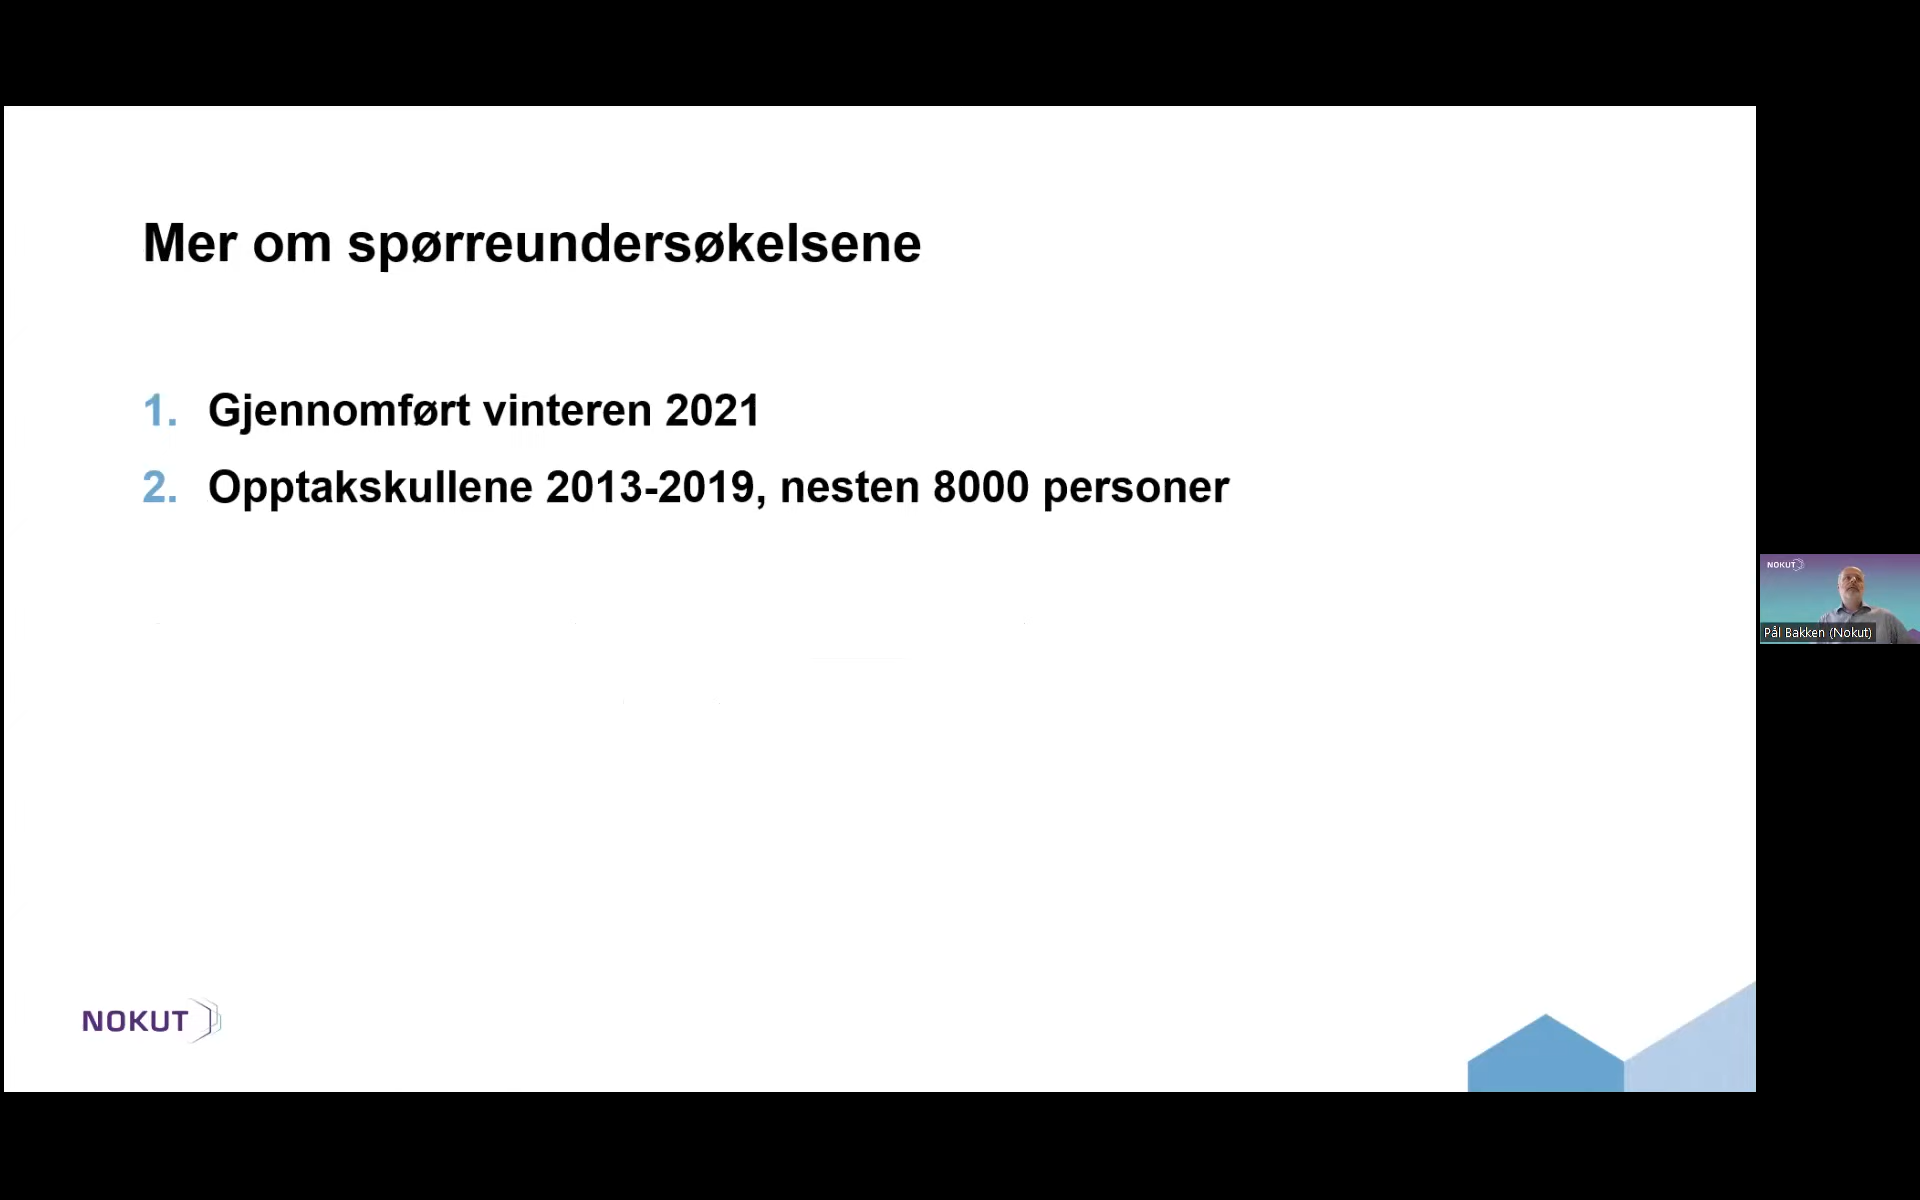 Mer om spørreundersøkelsene
1. Gjennomført vinteren 2021
2. Opptakskullene 2013-2019, nesten 8000 personer
NOKUT
Pål Bakken (Nokut)
NOKUT